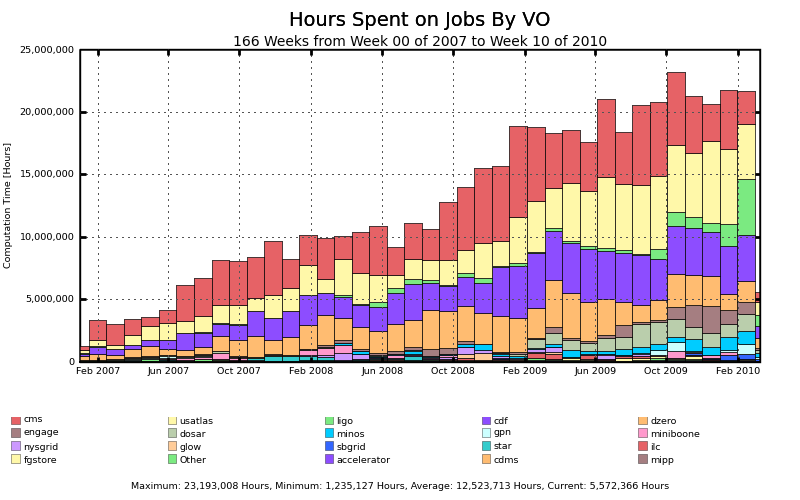 Hours Spent on Jobs By VO
166 Weeks from Week 00 of 2007 to Week 10 of 2010
Computation Time [Hours]
25,000,000
20,000,000
15,000,000
10,000,000
5,000,000
0
Feb 2007 Jun 2007 Oct 2007 Feb 2008 Jun 2008 Oct 2008 Feb 2009 Jun 2009 Oct 2009 Feb 2010
cms usatlas ligo cdf dzero
engage dosar minos gpn miniboone
nysgrid glow sbgrid star ilc
fgstore Other accelerator cdms mipp
Maximum: 23,193,008 Hours, Minimum: 1,235,127 Hours, Average: 12,523,713 Hours, Current: 5,572,366 Hours